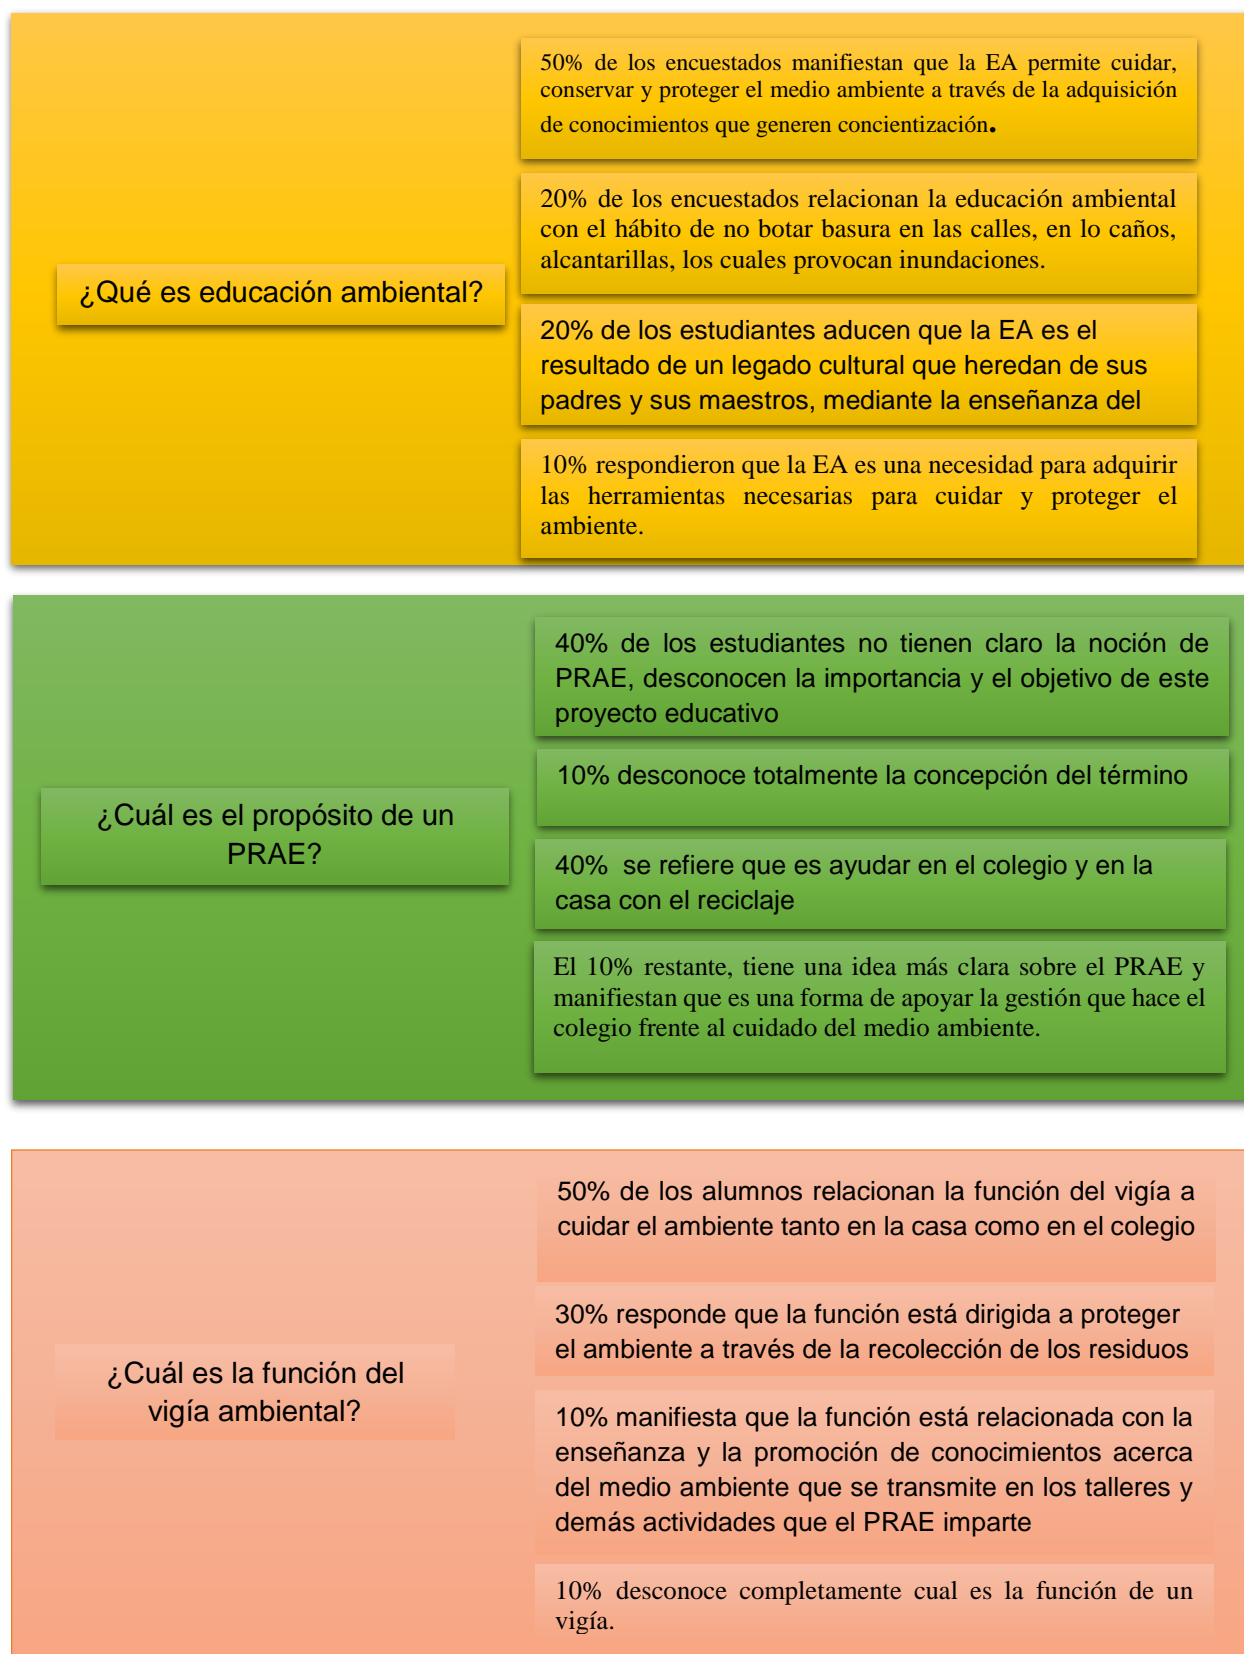 ¿Qué es educación ambiental?
50% de los encuestados manifiestan que la EA permite cuidar,
conservar y proteger el medio ambiente a través de la adquisición
de conocimientos que generen concientización.
20% de los encuestados relacionan la educación ambiental
con el hábito de no botar basura en las calles, en lo caños,
alcantarillas, los cuales provocan inundaciones.
20% de los estudiantes aducen que la EA es el
resultado de un legado cultural que heredan de sus
padres y sus maestros, mediante la enseñanza del
10% respondieron que la EA es una necesidad para adquirir
las herramientas necesarias para cuidar y proteger el
ambiente.
¿Cuál es el propósito de un
PRAE?
40% de los estudiantes no tienen claro la noción de
PRAE, desconocen la importancia y el objetivo de este
proyecto educativo
10% desconoce totalmente la concepción del término
40% se refiere que es ayudar en el colegio y en la
casa con el reciclaje
El 10% restante, tiene una idea más clara sobre el PRAE y
manifiestan que es una forma de apoyar la gestión que hace el
colegio frente al cuidado del medio ambiente.
¿Cuál es la función del
vigía ambiental?
50% de los alumnos relacionan la función del vigía a
cuidar el ambiente tanto en la casa como en el colegio
30% responde que la función está dirigida a proteger
el ambiente a través de la recolección de los residuos
10% manifiesta que la función está relacionada con la
enseñanza y la promoción de conocimientos acerca
del medio ambiente que se transmite en los talleres y
demás actividades que el PRAE imparte
10% desconoce completamente cual es la función de un
vigía.